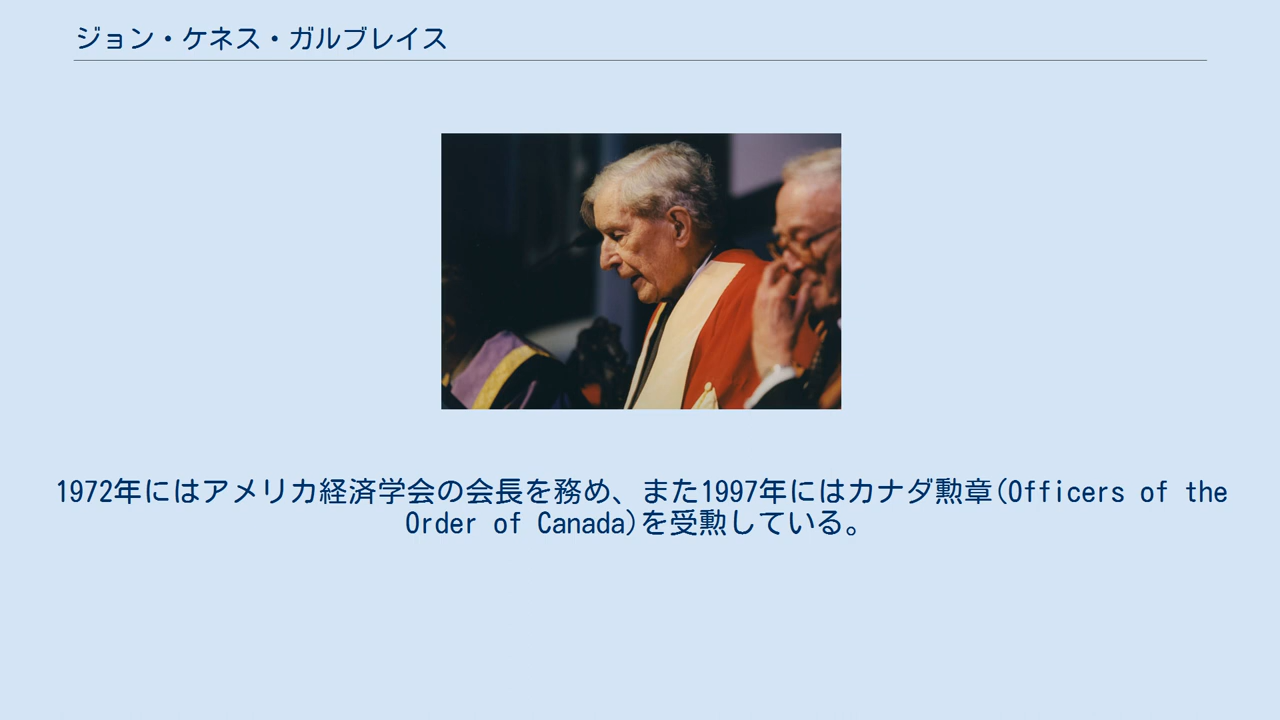 ジョン・ケネス・ガルブレイス
1972年にはアメリカ経済学会の会長を務め、また1997年にはカナダ勲章(Officers of the
Order of Canada)を受勲している。